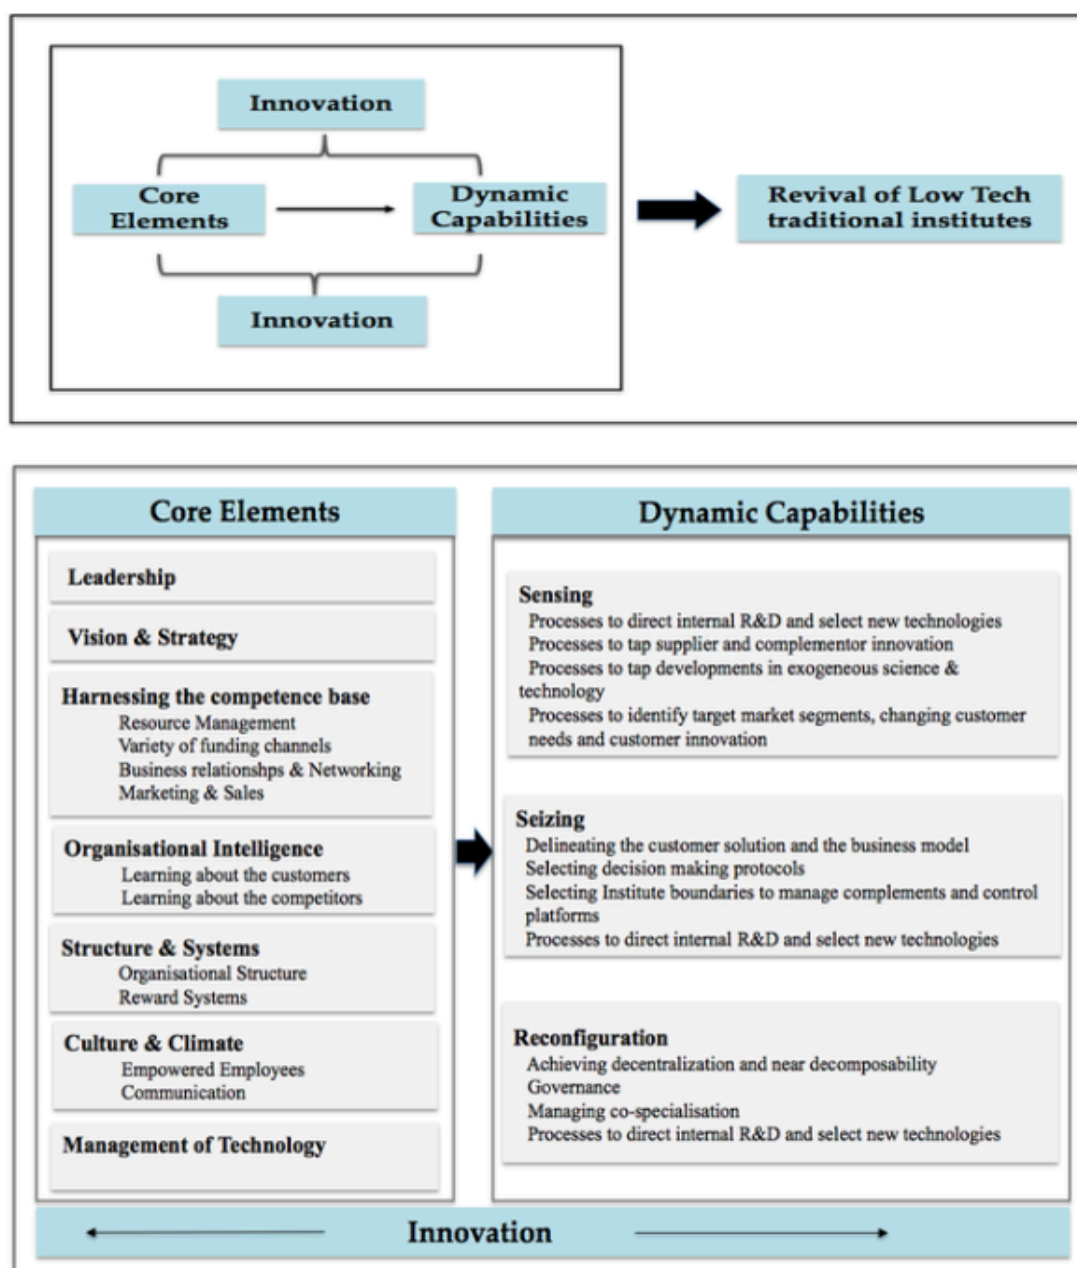 Innovation
Core
Elements
Dynamic
Capabilities
Innovation
Revival of Low Tech
traditional institutes
Core Elements
Leadership
Vision & Strategy
Harnessing the competence base
Resource Management
Variety of funding channels
Business relationshps & Networking
Marketing & Sales
Organisational Intelligence
Learning about the customers
Learning about the competitors
Structure & Systems
Organisational Structure
Reward Systems
Culture & Climate
Empowered Employees
Communication
Management of Technology
Dynamic Capabilities
Sensing
Processes to direct internal R&D and select new technologies
Processes to tap supplier and complementor innovation
Processes to tap developments in exogeneous science &
technology
Processes to identify target market segments, changing customer
needs and customer innovation
Seizing
Delineating the customer solution and the business model
Selecting decision making protocols
Selecting Institute boundaries to manage complements and control
platforms
Processes to direct internal R&D and select new technologies
Reconfiguration
Achieving decentralization and near decomposability
Governance
Managing co-specialisation
Processes to direct internal R&D and select new technologies
Innovation